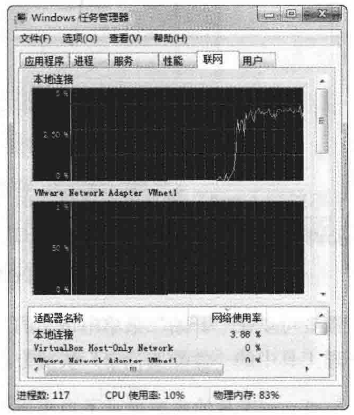 Windows 任务管理器
文件(F) 选项(O) 查看(V) 帮助(H)
应用程序 进程 服务 性能 联网 用户
本地连接
5 %
2.50 %
0 %
VMware Network Adapter VMnet1
1 %
50 %
0 %
适配器名称 网络使用率
本地连接 3.88 %
VirtualBox Host-Only Network 0 %
VMware Network Adapter VMnet1 0 %
进程数: 117 CPU 使用率: 10% 物理内存: 83%